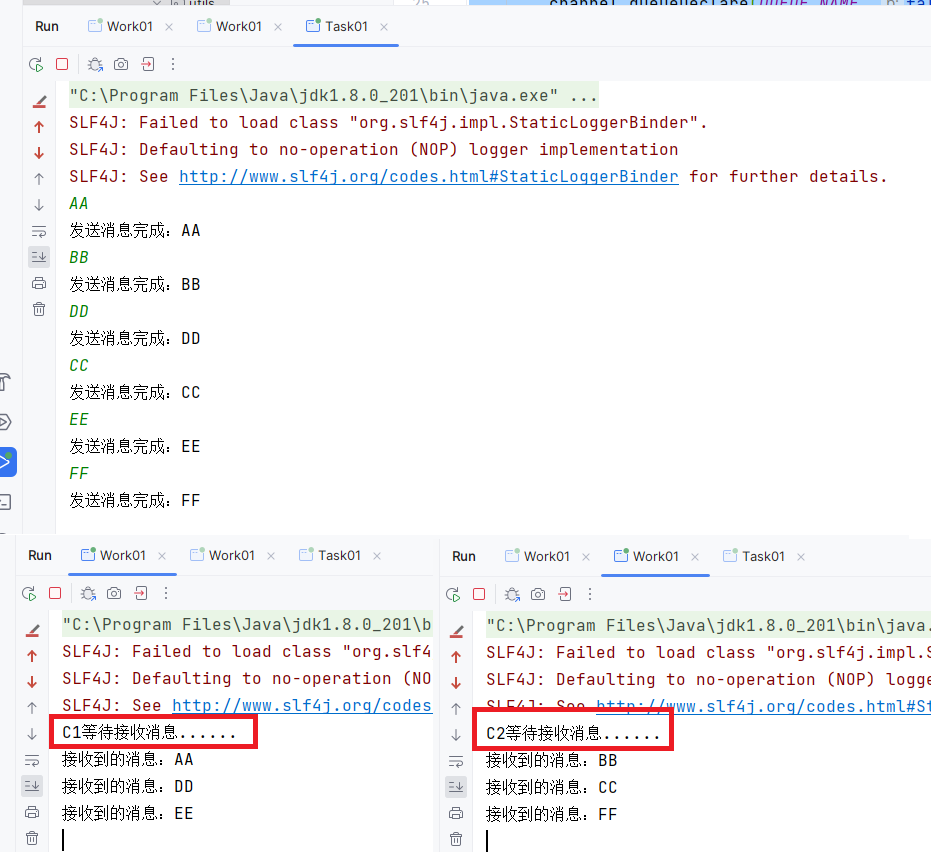 utils
25
channel.queueDeclare(QUEUE_NAME
Run Work01 Work01 Task01
"C:\Program Files\Java\jdk1.8.0_201\bin\java.exe" ...
SLF4J: Failed to load class "org.slf4j.impl.StaticLoggerBinder".
SLF4J: Defaulting to no-operation (NOP) logger implementation
SLF4J: See http://www.slf4j.org/codes.html#StaticLoggerBinder for further details.
AA
发送消息完成：AA
BB
发送消息完成：BB
DD
发送消息完成：DD
CC
发送消息完成：CC
EE
发送消息完成：EE
FF
发送消息完成：FF
Run Work01 Work01 Task01
"C:\Program Files\Java\jdk1.8.0_201\b
SLF4J: Failed to load class "org.slf4
SLF4J: Defaulting to no-operation (NO
SLF4J: See http://www.slf4j.org/codes
C1等待接收消息......
接收到的消息：AA
接收到的消息：DD
接收到的消息：EE
Run Work01 Work01 Task01
"C:\Program Files\Java\jdk1.8.0_201\bin\java.
SLF4J: Failed to load class "org.slf4j.impl.S
SLF4J: Defaulting to no-operation (NOP) logge
SLF4J: See http://www.slf4j.org/codes.html#St
C2等待接收消息......
接收到的消息：BB
接收到的消息：CC
接收到的消息：FF